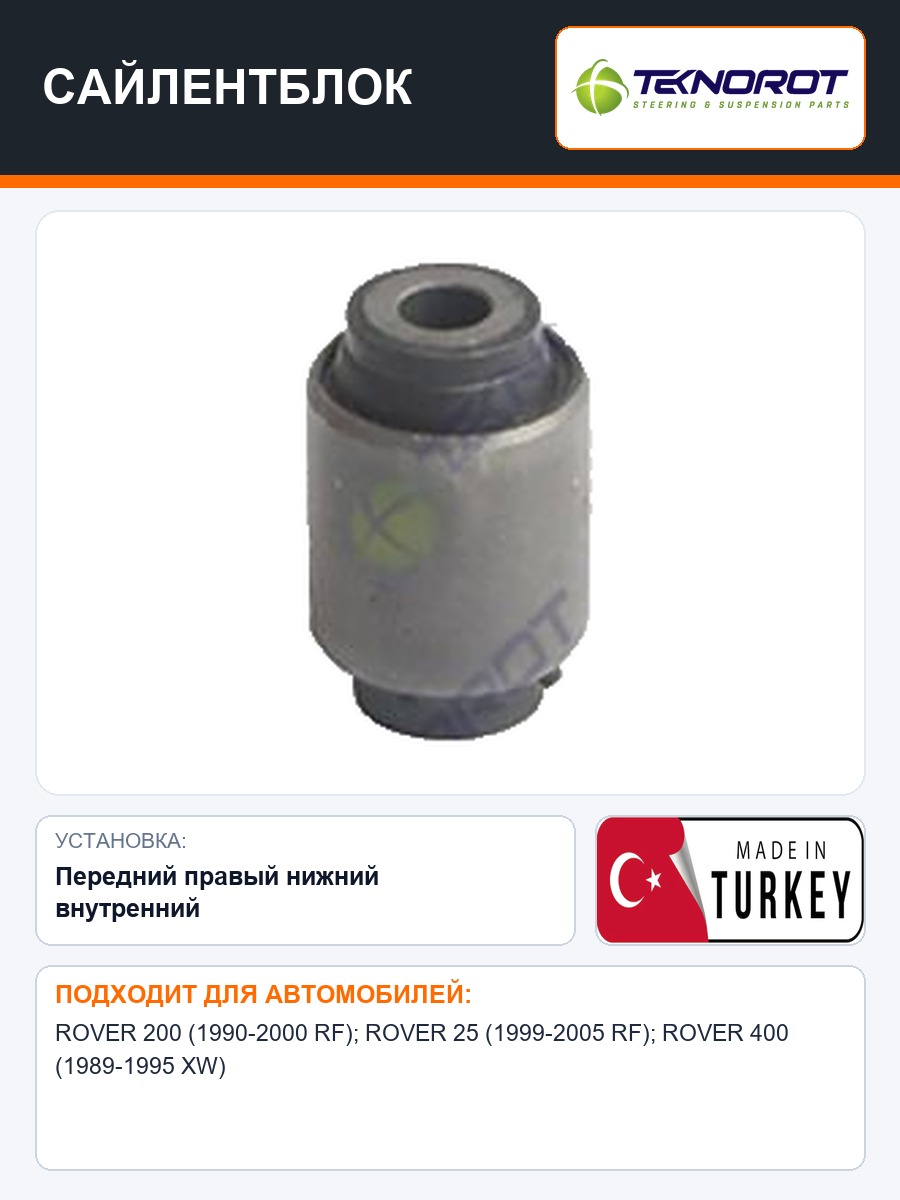 САЙЛЕНТБЛОК
TEKNOROT
STEERING & SUSPENSION PARTS
УСТАНОВКА:
Передний правый нижний
внутренний
MADE IN
TURKEY
ПОДХОДИТ ДЛЯ АВТОМОБИЛЕЙ:
ROVER 200 (1990-2000 RF); ROVER 25 (1999-2005 RF); ROVER 400
(1989-1995 XW)